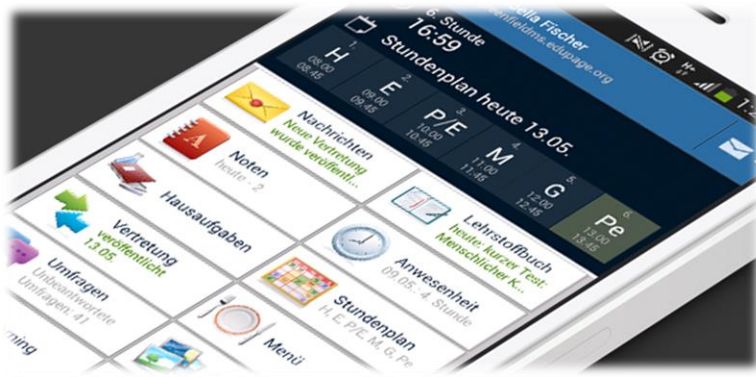 ella Fischer
enfieldms.edupage.org
6. Stunde
16:59
Stundenplan heute 13.05.
1.
H
08:00
08:45
2.
E
09:00
09:45
3.
P/E
10:00
10:45
4.
M
11:00
11:45
5.
G
12:00
12:45
6.
Pe
13:00
13:45
Nachrichten
Neue Vertretung
wurde veröffentl...
Lehrstoffbuch
heute: kurzer Test:
Menschlicher K...
Noten
heute - 2
Anwesenheit
09.05.: 4. Stunde
Hausaufgaben
Stundenplan
H, E, P/E, M, G, Pe
Vertretung
veröffentlicht
13.05.
Menü
Umfragen
Unbeantwortete
Umfragen: 41
rning